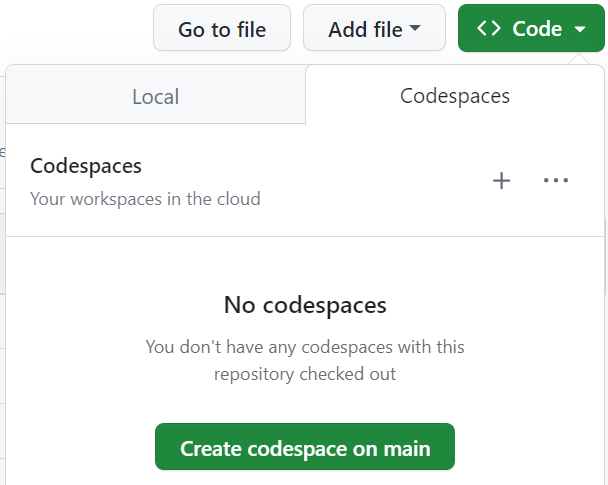 Go to file
Add file
<> Code
Local
Codespaces
Codespaces
Your workspaces in the cloud
No codespaces
You don't have any codespaces with this
repository checked out
Create codespace on main